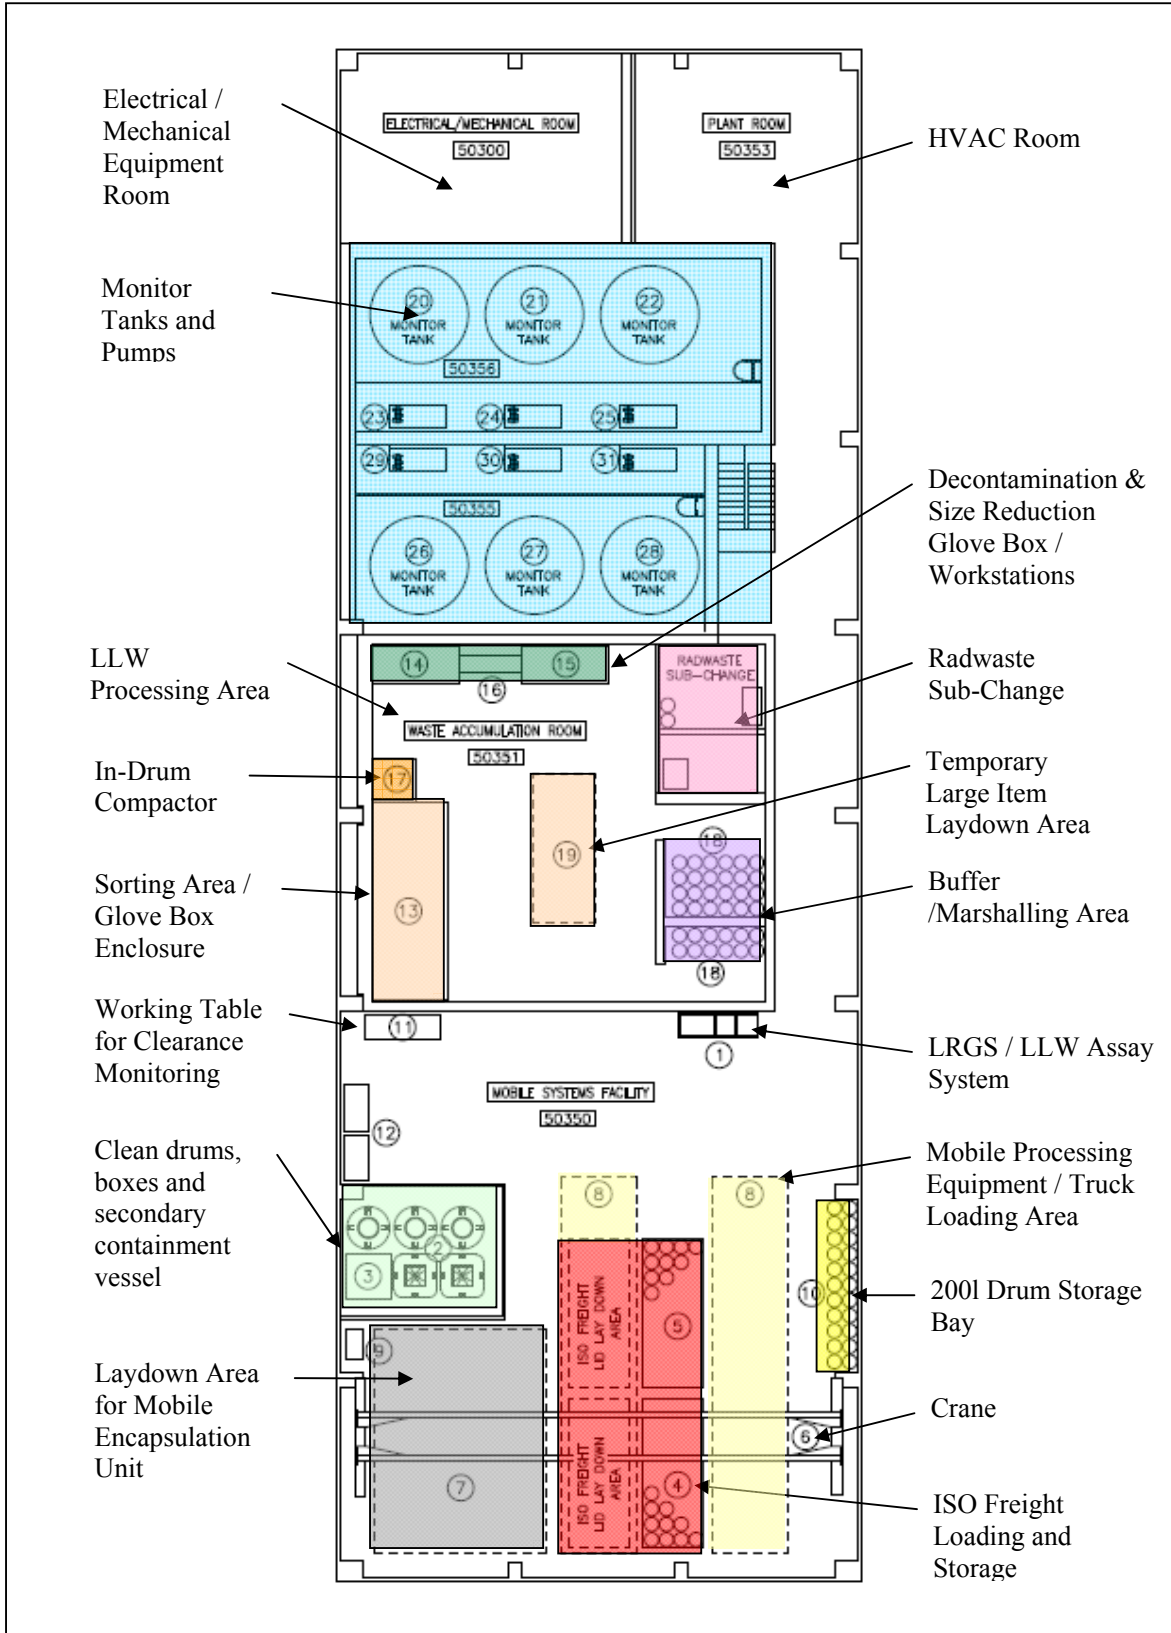 Electrical /
Mechanical
Equipment
Room
ELECTRICAL/MECHANICAL ROOM
50300
PLANT ROOM
50353
HVAC Room
Monitor
Tanks and
Pumps
20
MONITOR
TANK
21
MONITOR
TANK
22
MONITOR
TANK
50356
23
24
25
29
30
31
50355
26
MONITOR
TANK
27
MONITOR
TANK
28
MONITOR
TANK
Decontamination &
Size Reduction
Glove Box /
Workstations
LLW
Processing Area
14
15
16
RADWASTE
SUB-CHANGE
Radwaste
Sub-Change
WASTE ACCUMULATION ROOM
50351
In-Drum
Compactor
17
Temporary
Large Item
Laydown Area
19
18
18
Sorting Area /
Glove Box
Enclosure
13
Buffer
/Marshalling Area
Working Table
for Clearance
Monitoring
11
1
LRGS / LLW Assay
System
MOBILE SYSTEMS FACILITY
50350
12
Clean drums,
boxes and
secondary
containment
vessel
2
3
8
8
Mobile Processing
Equipment / Truck
Loading Area
ISO FREIGHT
LID LAY DOWN
AREA
5
10
200l Drum Storage
Bay
9
Laydown Area
for Mobile
Encapsulation
Unit
7
6
Crane
ISO FREIGHT
LID LAY DOWN
AREA
4
ISO Freight
Loading and
Storage